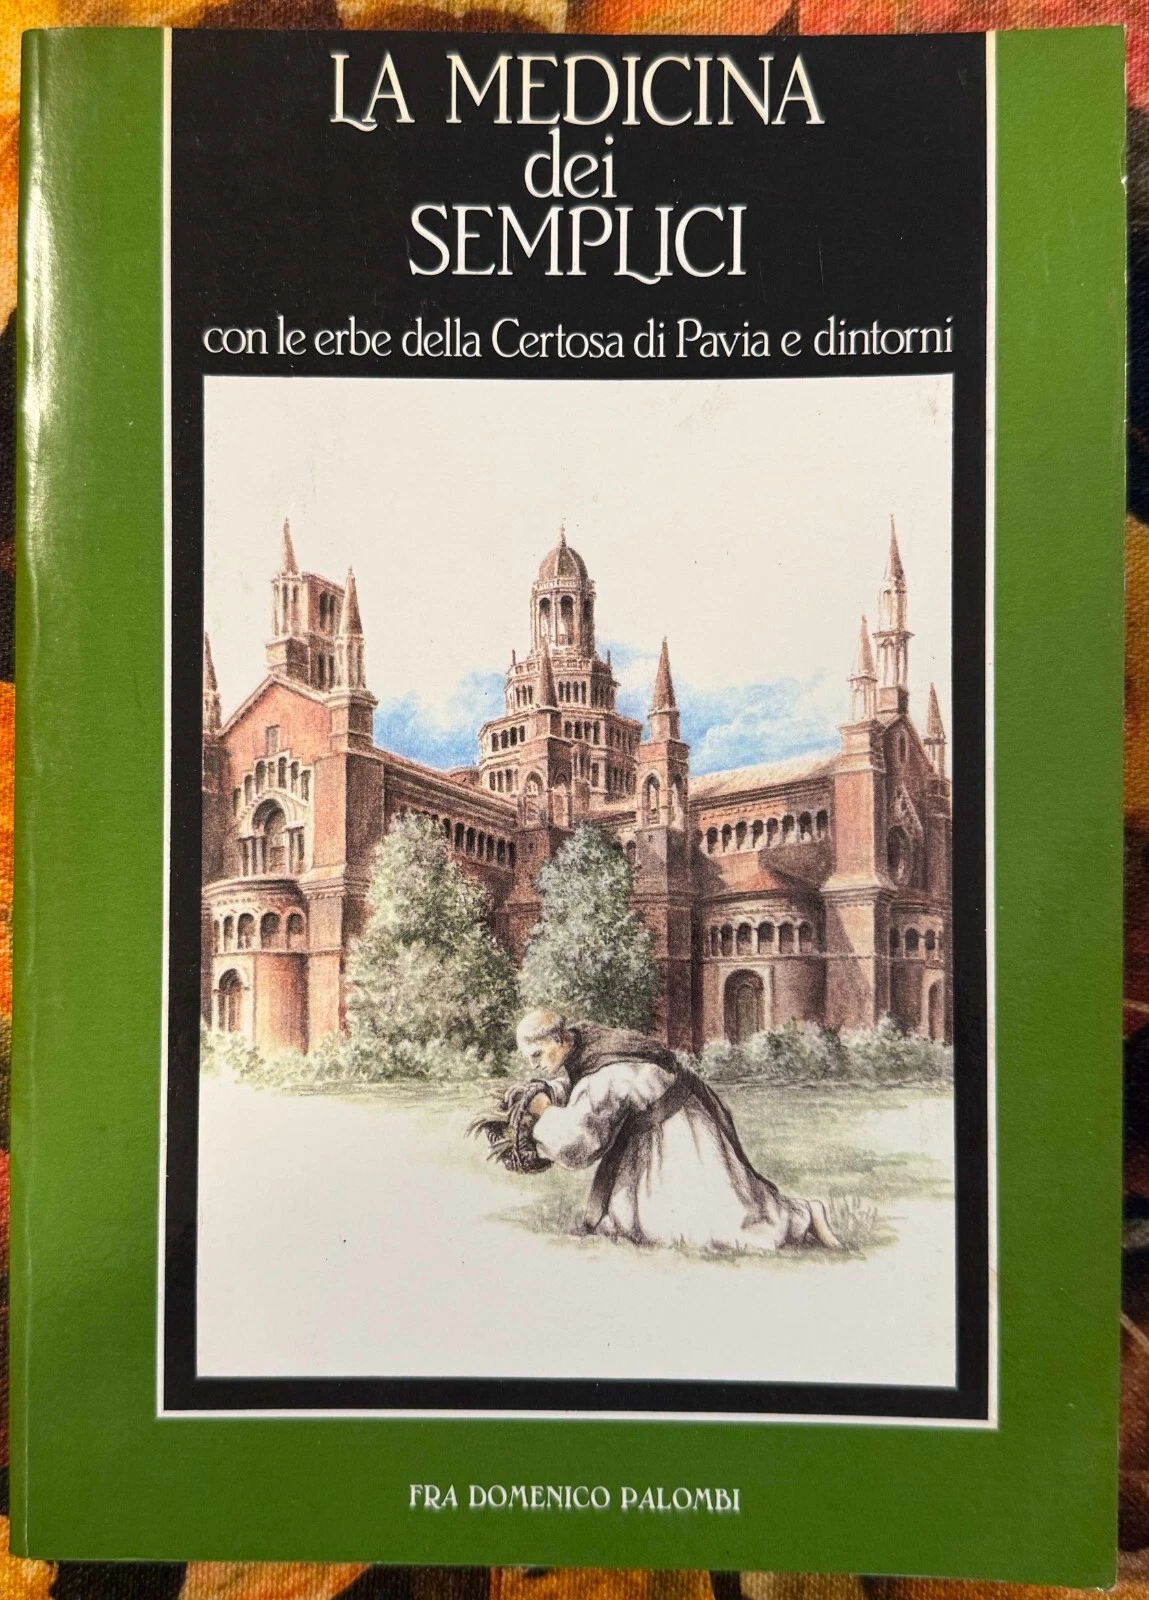 LA MEDICINA
dei
SEMPLICI
con le erbe della Certosa di Pavia e dintorni
FRA DOMENICO PALOMBI